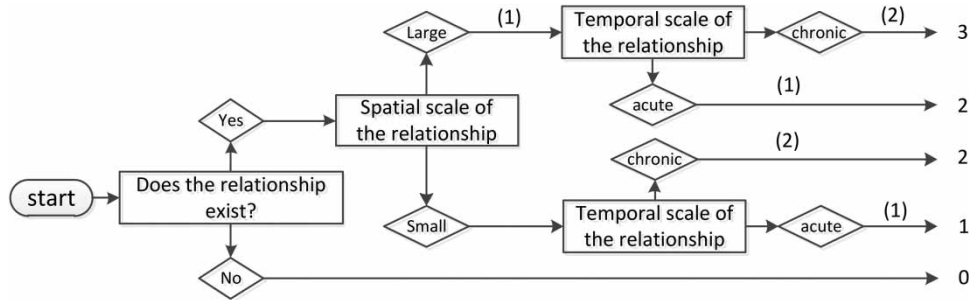 start
Does the relationship
exist?
Yes
No
Spatial scale of
the relationship
Large
(1)
Temporal scale of
the relationship
chronic
(2)
3
acute
(1)
2
chronic
(2)
2
Small
Temporal scale of
the relationship
acute
(1)
1
0